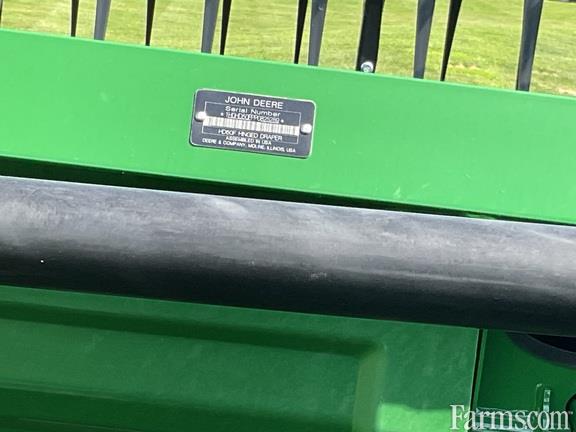 JOHN DEERE
Serial Number
HD50F HINGED DRAPER
ASSEMBLED IN USA
DEERE & COMPANY, MOLINE, ILLINOIS, USA
Farms.com